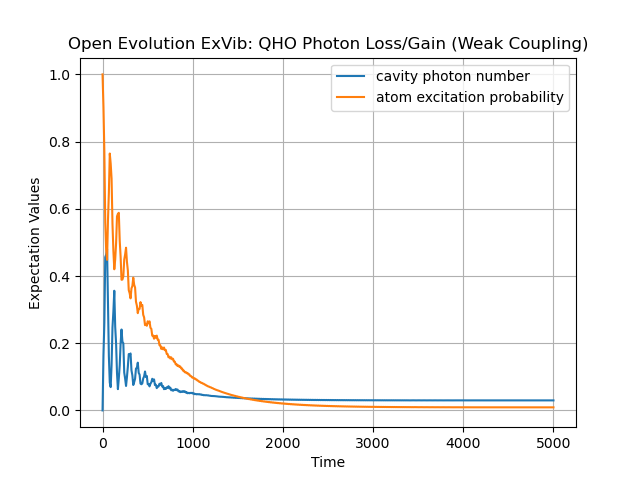 Open Evolution ExVib: QHO Photon Loss/Gain (Weak Coupling)
cavity photon number
atom excitation probability
Expectation Values
1.0
0.8
0.6
0.4
0.2
0.0
0 1000 2000 3000 4000 5000
Time